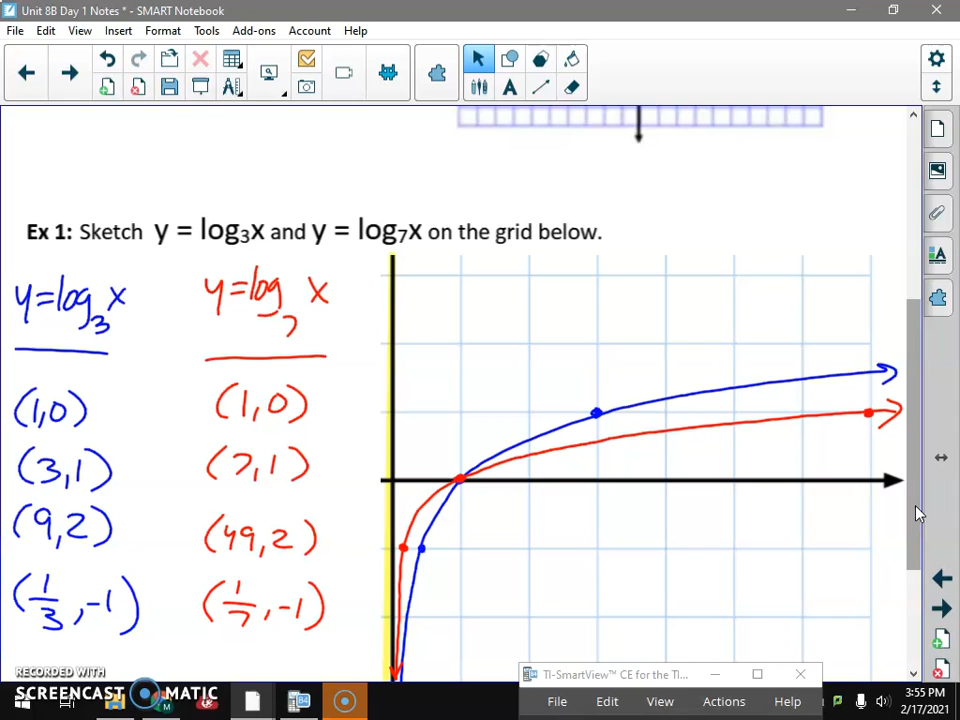 Unit 8B Day 1 Notes * - SMART Notebook
File Edit View Insert Format Tools Add-ons Account Help
Ex 1: Sketch y = log₃x and y = log₇x on the grid below.
y=log₃x y=log₇x
(1,0) (1,0)
(3,1) (7,1)
(9,2) (49,2)
(1/3,-1) (1/7,-1)
RECORDED WITH
SCREENCAST MATIC
TI-SmartView™ CE for the TI...
File Edit View Actions Help
84
3:55 PM
2/17/2021